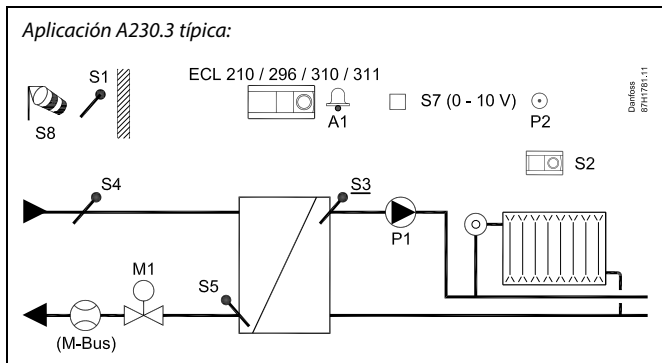 Aplicación A230.3 típica:
ECL 210 / 296 / 310 / 311
S1
S8
A1
S7 (0 - 10 V)
P2
Danfoss
87H1781.11
S2
S4
S3
P1
M1
S5
(M-Bus)